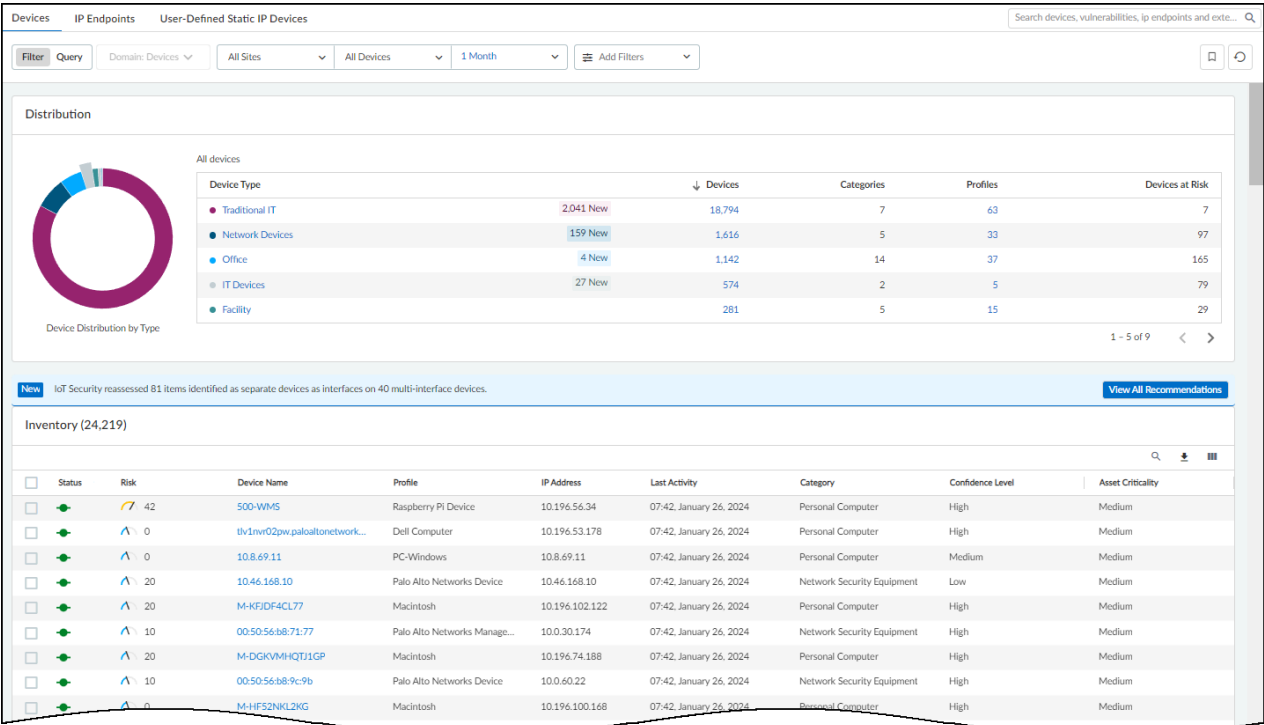 Devices IP Endpoints User-Defined Static IP Devices Search devices, vulnerabilities, ip endpoints and exte...
Filter Query Domain: Devices All Sites All Devices 1 Month Add Filters
Distribution
All devices
Device Type Devices Categories Profiles Devices at Risk
Traditional IT 2,041 New 18,794 7 63 7
Network Devices 159 New 1,616 5 33 97
Office 4 New 1,142 14 37 165
IT Devices 27 New 574 2 5 79
Facility 281 5 15 29
Device Distribution by Type
1 – 5 of 9
New IoT Security reassessed 81 items identified as separate devices as interfaces on 40 multi-interface devices. View All Recommendations
Inventory (24,219)
Status Risk Device Name Profile IP Address Last Activity Category Confidence Level Asset Criticality
42 500-WMS Raspberry Pi Device 10.196.56.34 07:42, January 26, 2024 Personal Computer High Medium
0 tlv1nvr02pw.paloaltonetwork... Dell Computer 10.196.53.178 07:42, January 26, 2024 Personal Computer High Medium
0 10.8.69.11 PC-Windows 10.8.69.11 07:42, January 26, 2024 Personal Computer Medium Medium
20 10.46.168.10 Palo Alto Networks Device 10.46.168.10 07:42, January 26, 2024 Network Security Equipment Low Medium
20 M-KFJDF4CL77 Macintosh 10.196.102.122 07:42, January 26, 2024 Personal Computer High Medium
10 00:50:56:b8:71:77 Palo Alto Networks Manage... 10.0.30.174 07:42, January 26, 2024 Network Security Equipment High Medium
20 M-DGKVMHQTJ1GP Macintosh 10.196.74.188 07:42, January 26, 2024 Personal Computer High Medium
10 00:50:56:b8:9c:9b Palo Alto Networks Device 10.0.60.22 07:42, January 26, 2024 Network Security Equipment High Medium
0 M-HF52NKL2KG Macintosh 10.196.100.168 07:42, January 26, 2024 Personal Computer High Medium